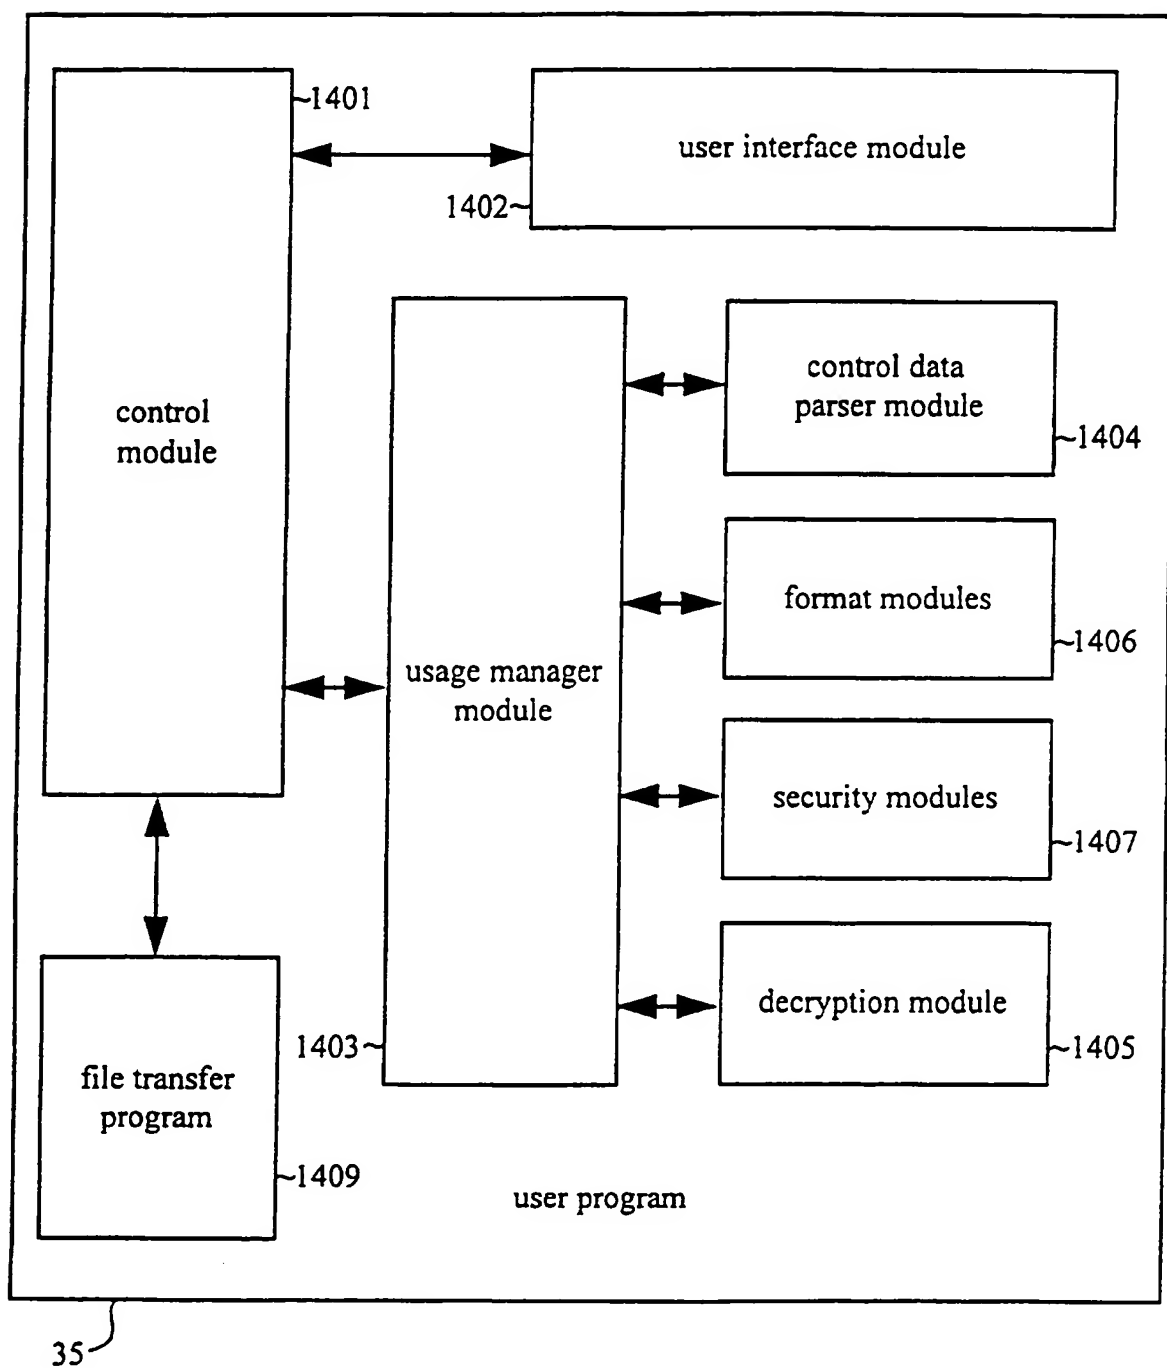 1401
user interface module
1402
control
module
control data
parser module
1404
format modules
1406
usage manager
module
security modules
1407
decryption module
1403
1405
file transfer
program
1409
user program
35